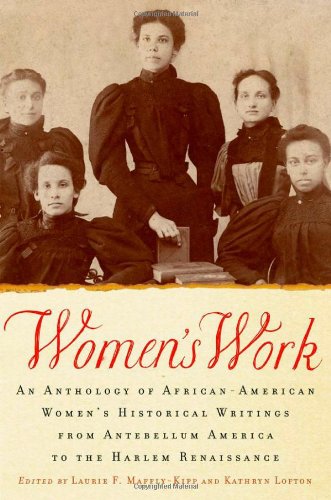 Women's Work
An Anthology of African-American
Women's Historical Writings
from Antebellum America
to the Harlem Renaissance
Edited by Laurie F. Maffly-Kipp and Kathryn Lofton